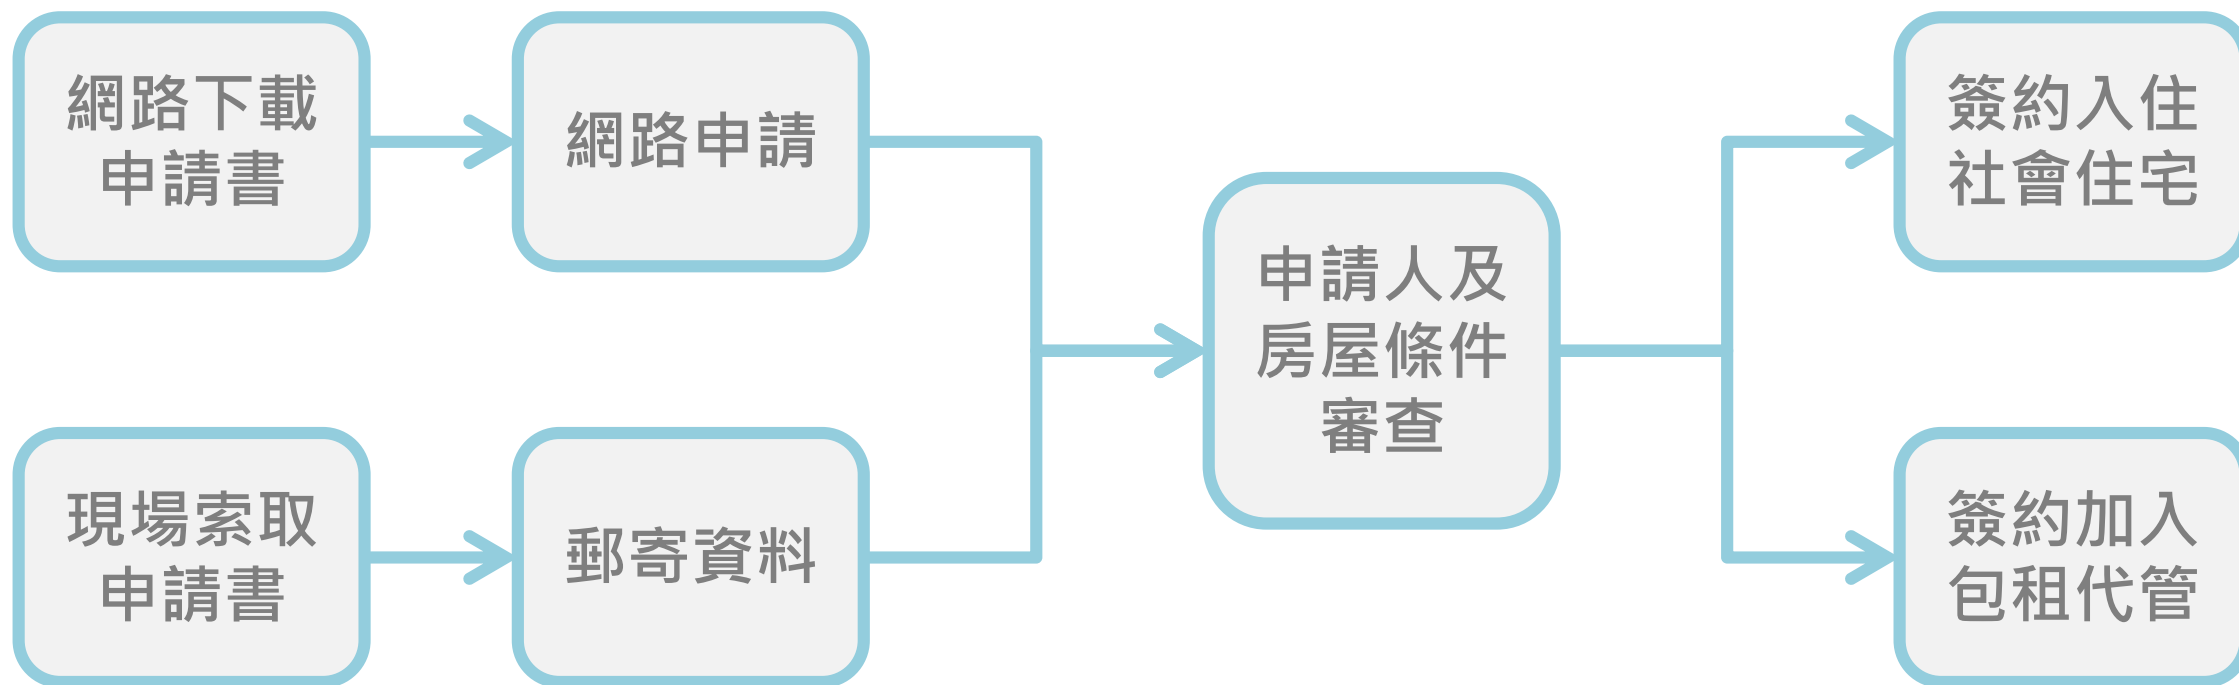 網路下載
申請書
網路申請
現場索取
申請書
郵寄資料
申請人及
房屋條件
審查
簽約入住
社會住宅
簽約加入
包租代管